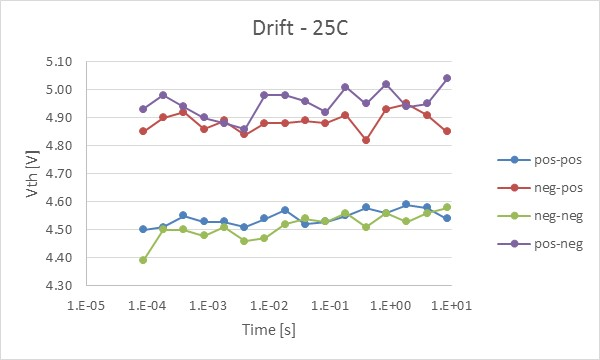 Drift - 25C
5.10
5.00
4.90
4.80
4.70
4.60
4.50
4.40
4.30
Vth [V]
1.E-05 1.E-04 1.E-03 1.E-02 1.E-01 1.E+00 1.E+01
Time [s]
pos-pos
neg-pos
neg-neg
pos-neg